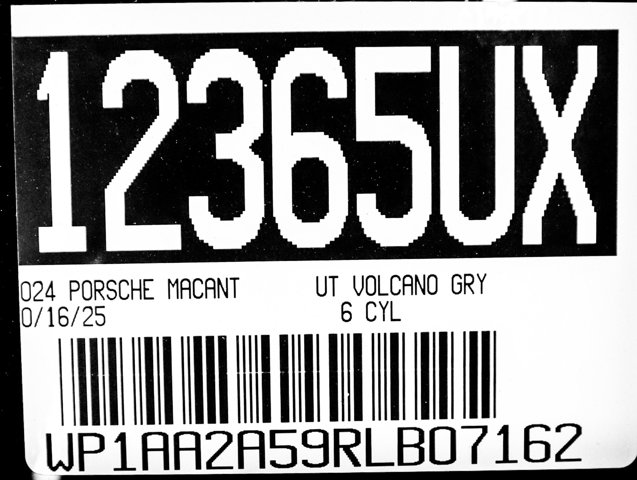 12365UX
024 PORSCHE MACANT UT VOLCANO GRY
0/16/25 6 CYL
WP1AA2A59RLB07162